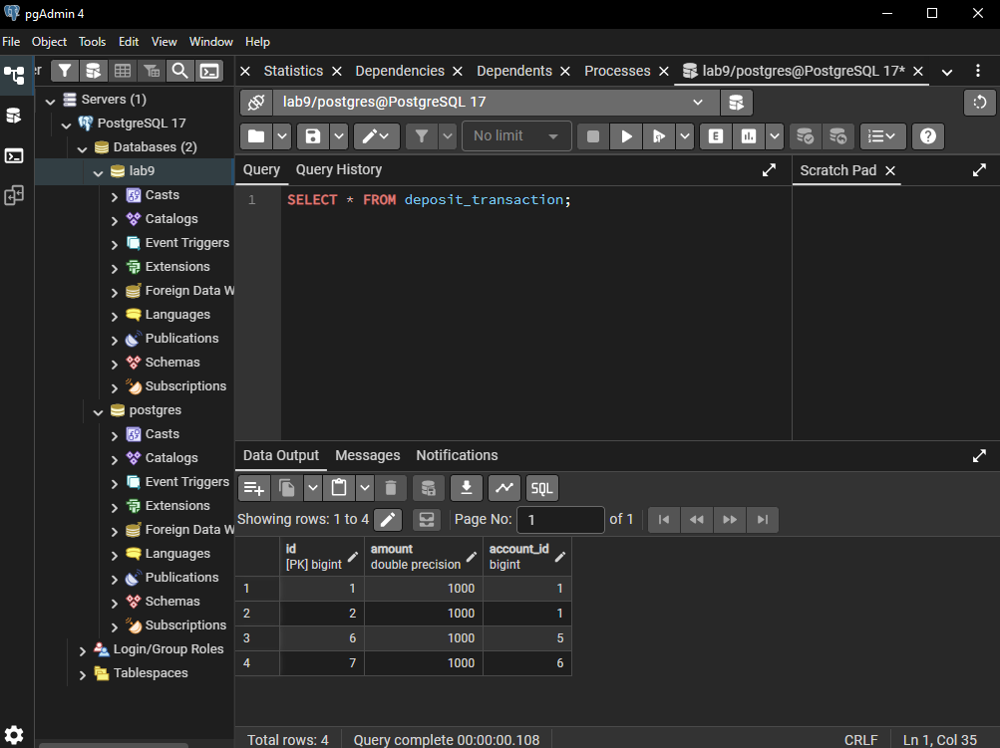 pgAdmin 4
File Object Tools Edit View Window Help
Statistics Dependencies Dependents Processes lab9/postgres@PostgreSQL 17*
Servers (1)
PostgreSQL 17
Databases (2)
lab9
Casts
Catalogs
Event Triggers
Extensions
Foreign Data W
Languages
Publications
Schemas
Subscriptions
postgres
Casts
Catalogs
Event Triggers
Extensions
Foreign Data W
Languages
Publications
Schemas
Subscriptions
Login/Group Roles
Tablespaces
lab9/postgres@PostgreSQL 17
No limit E
Query Query History Scratch Pad
1 SELECT * FROM deposit_transaction;
Data Output Messages Notifications
SQL
Showing rows: 1 to 4 Page No: 1 of 1
id amount account_id
[PK] bigint double precision bigint
1 1 1000 1
2 2 1000 1
3 6 1000 5
4 7 1000 6
Total rows: 4 Query complete 00:00:00.108 CRLF Ln 1, Col 35